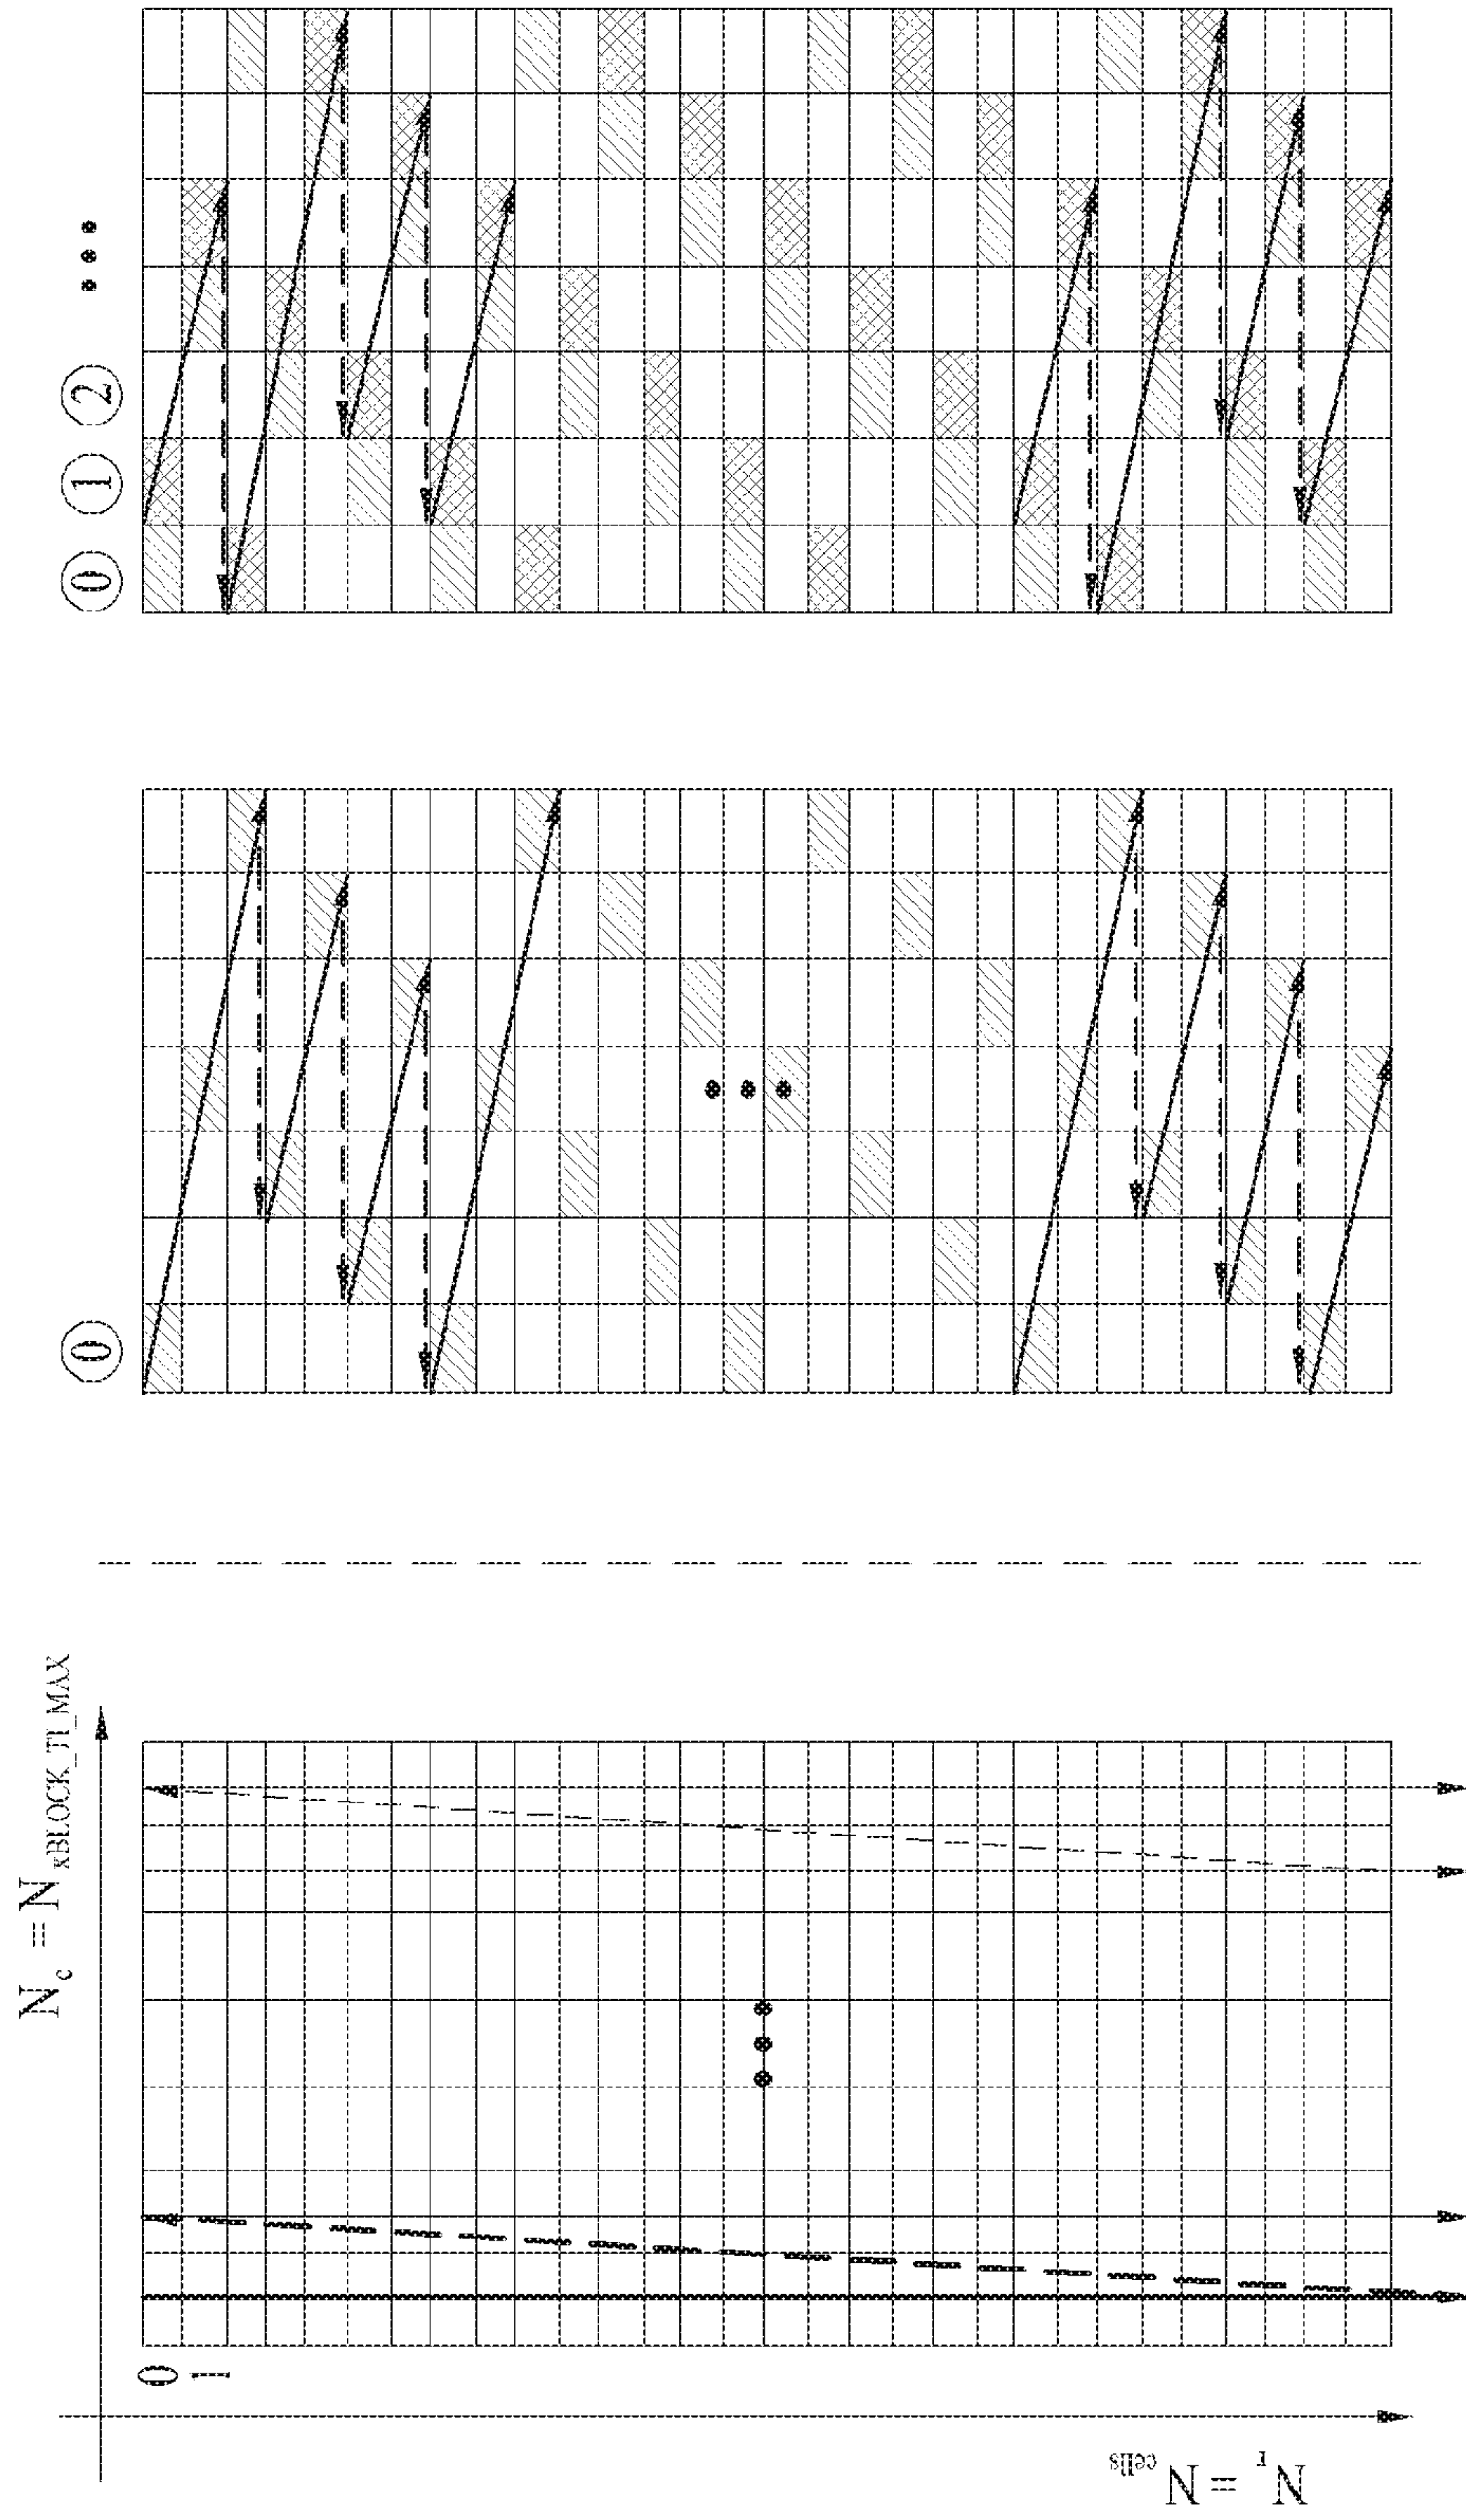 0 1 2 •••
0
N_c = N_xBLOCK_TI_MAX
0
1
N_r = N_cells